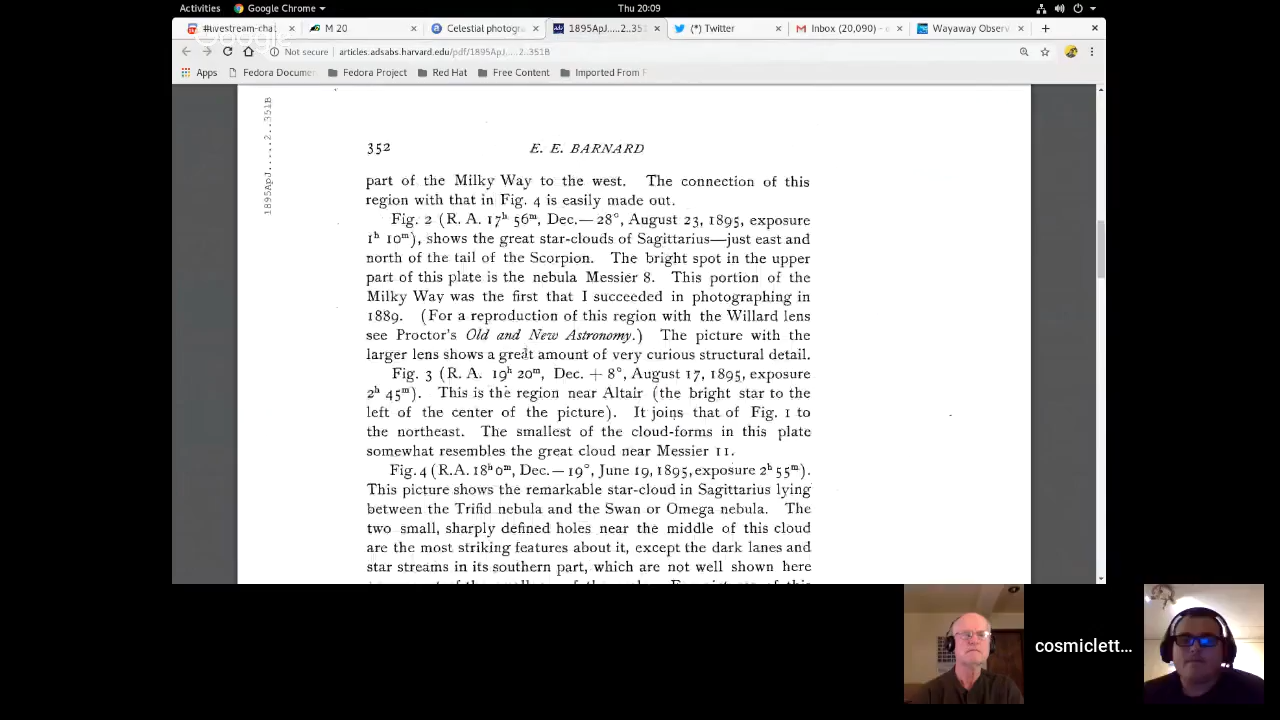 Activities
Google Chrome
Thu 20:09
#livestream-chat
M 20
Celestial photogr
1895ApJ.....2..351
(*) Twitter
Inbox (20,090) - e
Wayaway Observ
Google
Not secure | articles.adsabs.harvard.edu/pdf/1895ApJ.....2..351B
Apps
Fedora Documen
Fedora Project
Red Hat
Free Content
Imported From F
1895ApJ.....2..351B
352 E. E. BARNARD
part of the Milky Way to the west. The connection of this
region with that in Fig. 4 is easily made out.
Fig. 2 (R. A. 17h 56m, Dec.—28°, August 23, 1895, exposure
1h 10m), shows the great star-clouds of Sagittarius—just east and
north of the tail of the Scorpion. The bright spot in the upper
part of this plate is the nebula Messier 8. This portion of the
Milky Way was the first that I succeeded in photographing in
1889. (For a reproduction of this region with the Willard lens
see Proctor's Old and New Astronomy.) The picture with the
larger lens shows a great amount of very curious structural detail.
Fig. 3 (R. A. 19h 20m, Dec. + 8°, August 17, 1895, exposure
2h 45m). This is the region near Altair (the bright star to the
left of the center of the picture). It joins that of Fig. 1 to
the northeast. The smallest of the cloud-forms in this plate
somewhat resembles the great cloud near Messier 11.
Fig. 4 (R.A. 18h 0m, Dec.—19°, June 19, 1895, exposure 2h 55m).
This picture shows the remarkable star-cloud in Sagittarius lying
between the Trifid nebula and the Swan or Omega nebula. The
two small, sharply defined holes near the middle of this cloud
are the most striking features about it, except the dark lanes and
star streams in its southern part, which are not well shown here
cosmiclett...